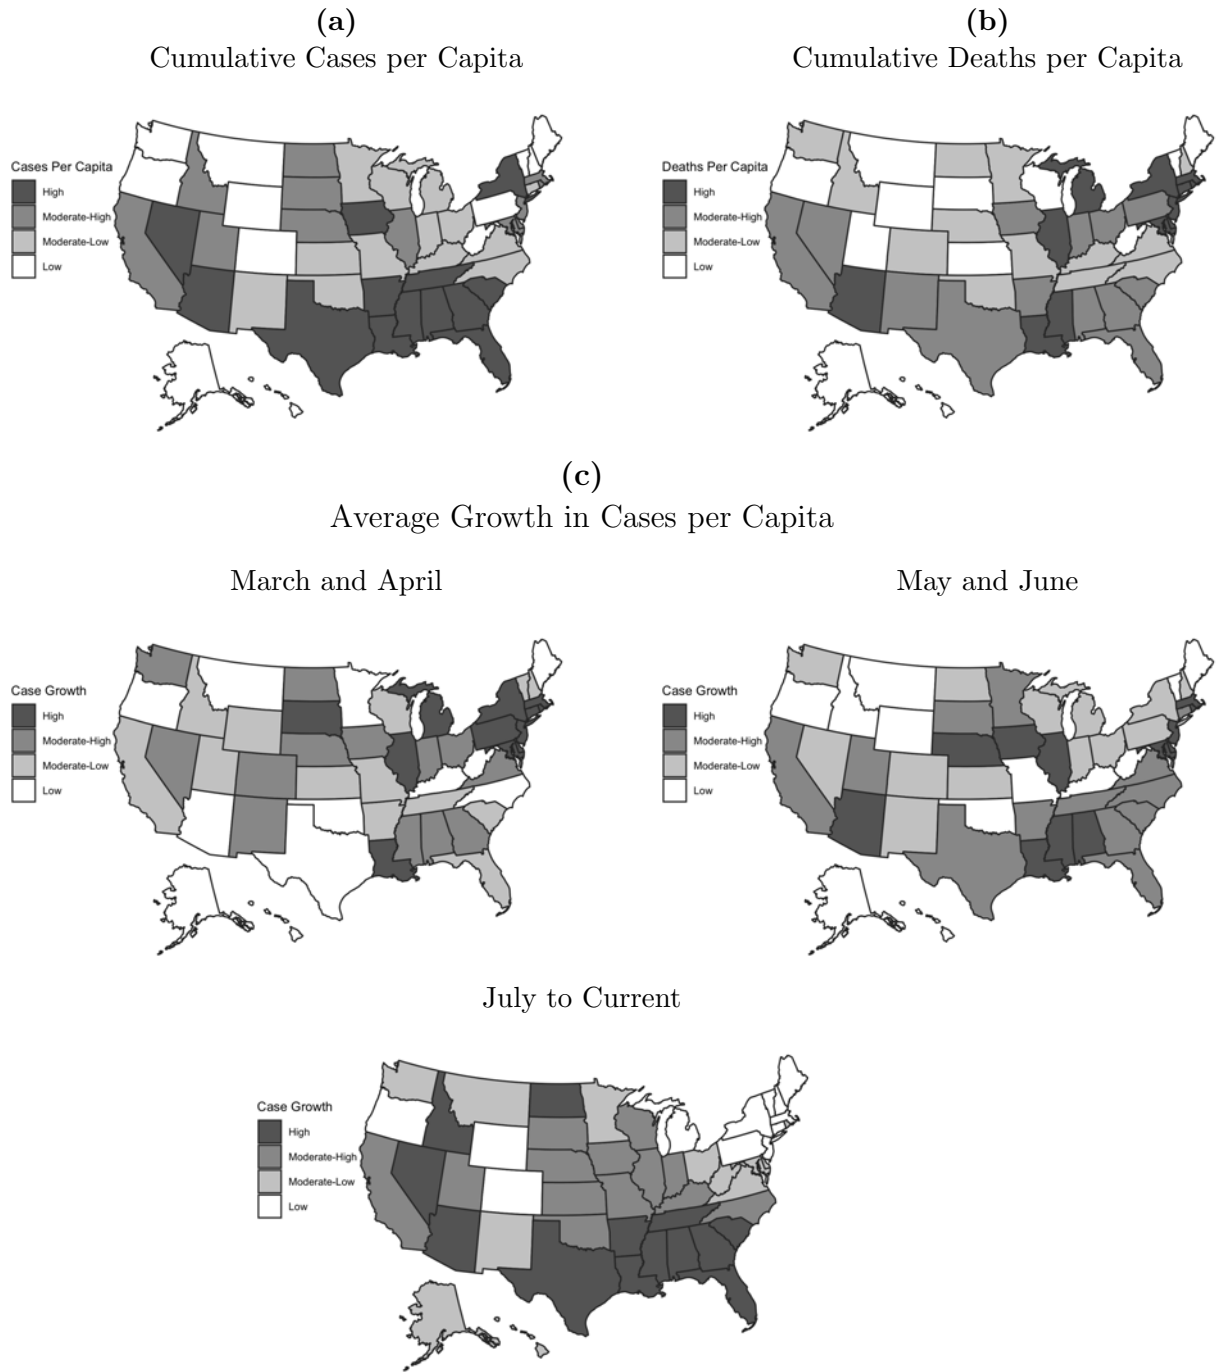 (a)
Cumulative Cases per Capita
Cases Per Capita
High
Moderate-High
Moderate-Low
Low
(b)
Cumulative Deaths per Capita
Deaths Per Capita
High
Moderate-High
Moderate-Low
Low
(c)
Average Growth in Cases per Capita
March and April
Case Growth
High
Moderate-High
Moderate-Low
Low
May and June
Case Growth
High
Moderate-High
Moderate-Low
Low
July to Current
Case Growth
High
Moderate-High
Moderate-Low
Low